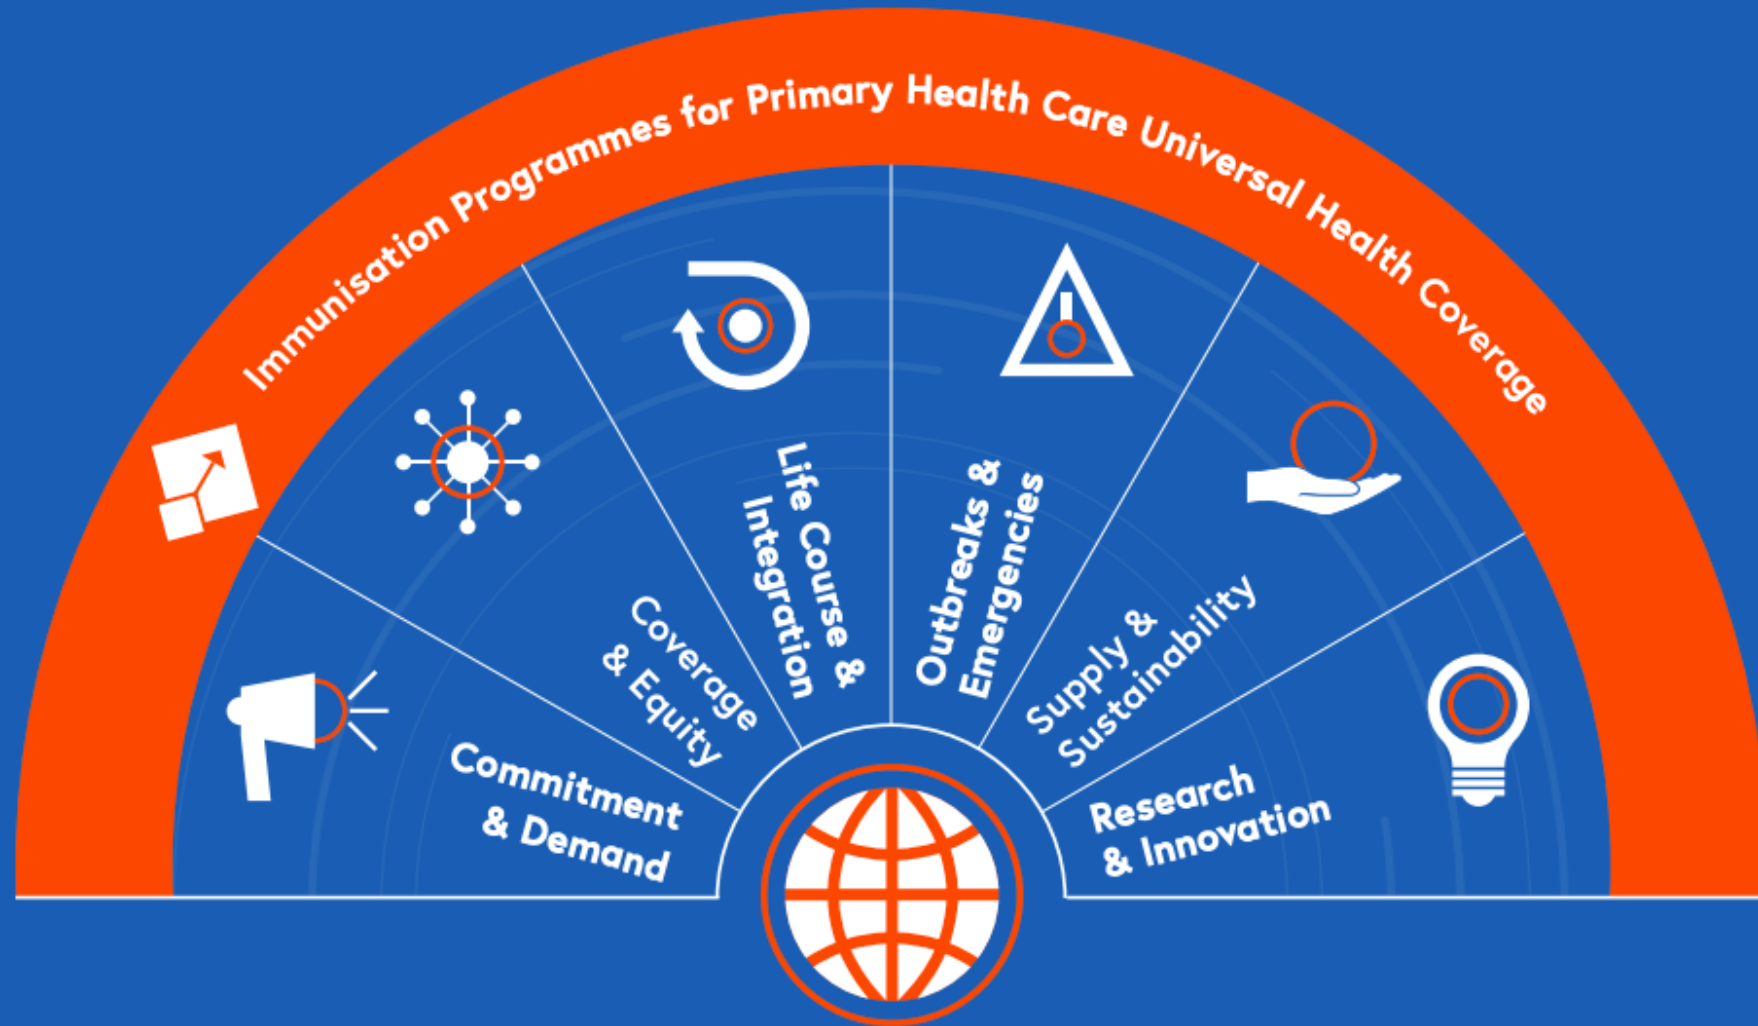 Immunisation Programmes for Primary Health Care Universal Health Coverage
Commitment
& Demand
Coverage
& Equity
Life Course &
Integration
Outbreaks &
Emergencies
Supply &
Sustainability
Research
& Innovation